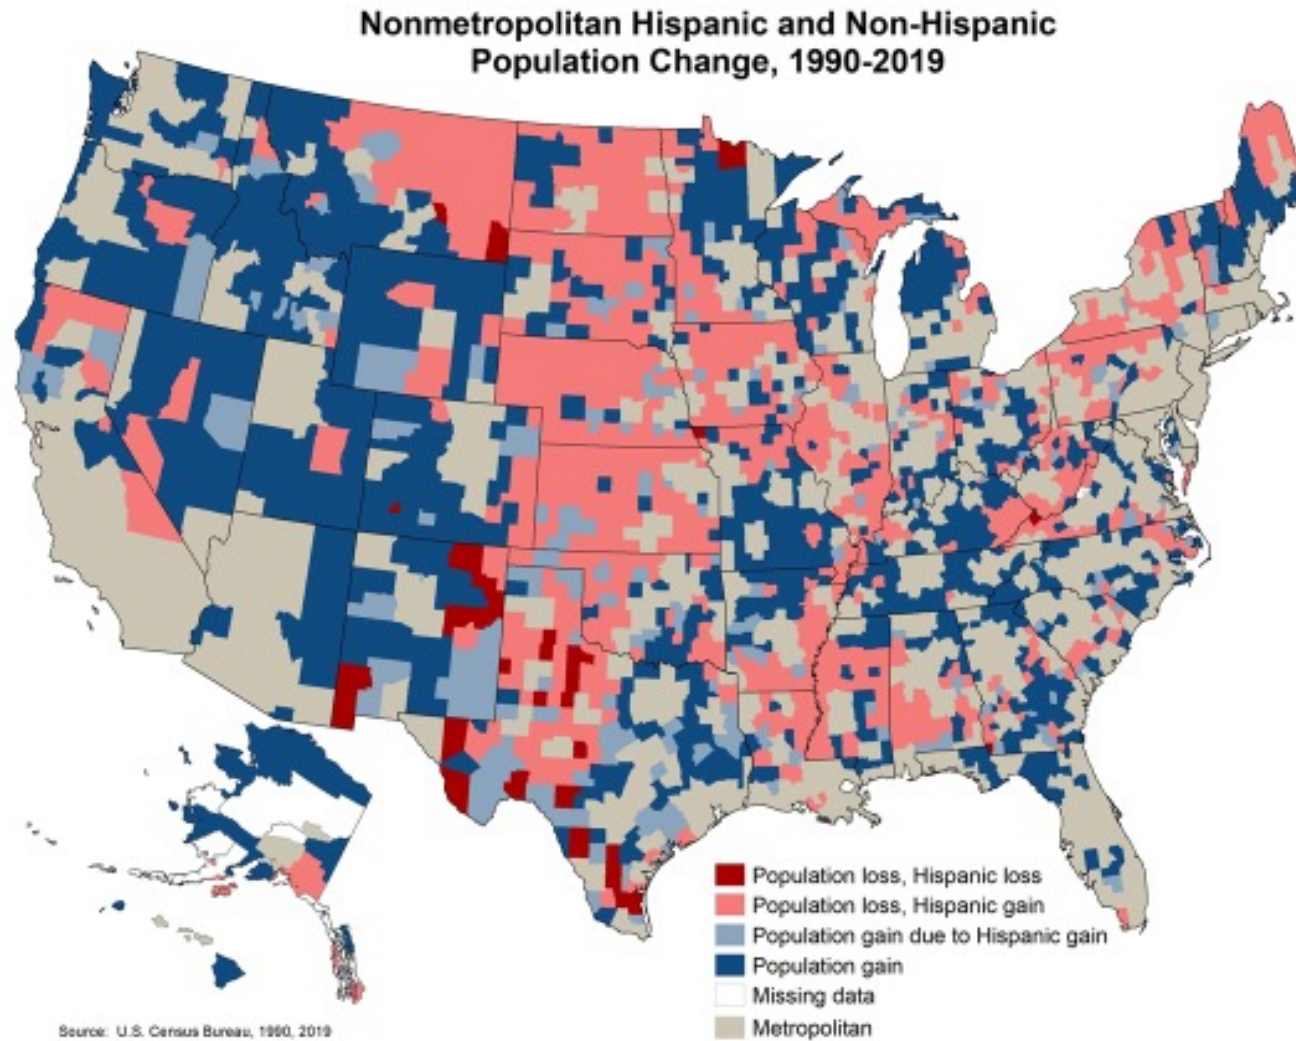 Nonmetropolitan Hispanic and Non-Hispanic
Population Change, 1990-2019
Population loss, Hispanic loss
Population loss, Hispanic gain
Population gain due to Hispanic gain
Population gain
Missing data
Metropolitan
Source: U.S. Census Bureau, 1990, 2019